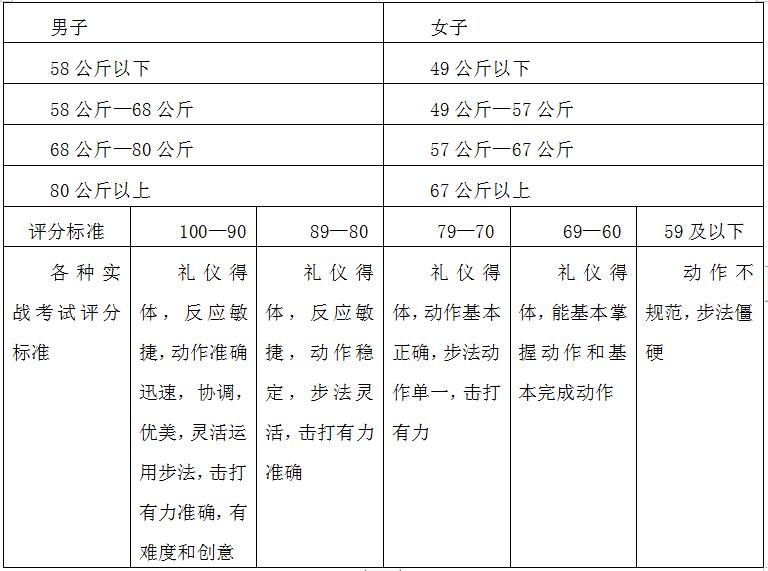 男子
女子
58 公斤以下
49 公斤以下
58 公斤—68 公斤
49 公斤—57 公斤
68 公斤—80 公斤
57 公斤—67 公斤
80 公斤以上
67 公斤以上
评分标准
100—90
89—80
79—70
69—60
59 及以下
各种实
战考试评分
标准
礼仪得
体，反应敏
捷，动作准确
迅速，协调，
优美，灵活运
用步法，击打
有力准确，有
难度和创意
礼仪得
体，反应敏
捷，动作稳
定，步法灵
活，击打有力
准确
礼仪得
体，动作基本
正确，步法动
作单一，击打
有力
礼仪得
体，能基本掌
握动作和基
本完成动作
动作不
规范，步法僵
硬